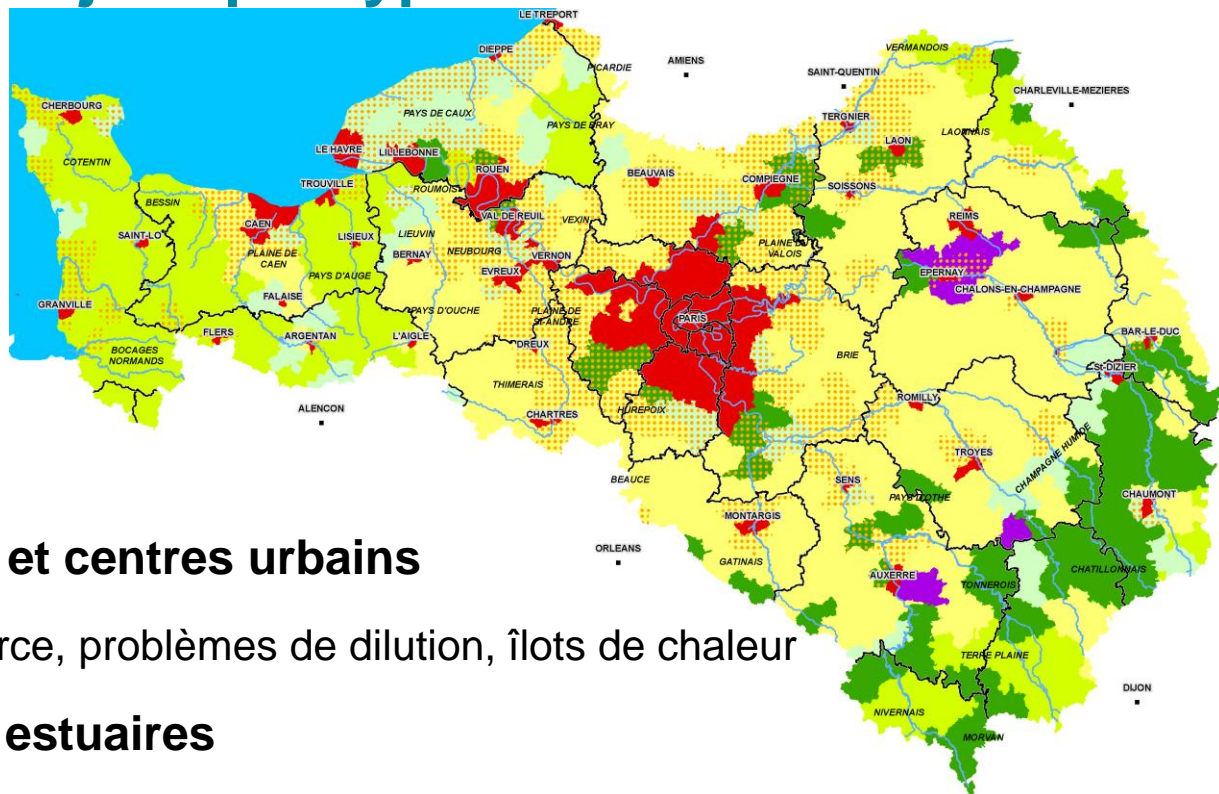 LE TREPORT
DIEPPE
PICARDIE
AMIENS
VERMANDOIS
SAINT-QUENTIN
CHARLEVILLE-MEZIERES
CHERBOURG
COTENTIN
PAYS DE CAUX
PAYS DE BRAY
TERGNIER
LAON
LAONNAIS
LE HAVRE
LILLEBONNE
ROUEN
BEAUVAIS
COMPIEGNE
SOISSONS
TROUVILLE
ROUMOIS
BESSIN
CAEN
VAL DE REUIL
VEXIN
REIMS
SAINT-LO
PLAINE DE
CAEN
LISIEUX
LIEUVIN
NEUBOURG
BERNAY
VERNON
PLAINE DU
VALOIS
EVREUX
EPERNAY
PAYS D'AUGE
CHALONS-EN-CHAMPAGNE
GRANVILLE
FALAISE
PAYS D'OUCHE
PLAINE DE
ST-ANDRE
PARIS
FLERS
ARGENTAN
L'AIGLE
DREUX
BAR-LE-DUC
BOCAGES
NORMANDS
BRIE
St-DIZIER
THIMERAIS
ALENCON
HUREPOIX
ROMILLY
CHARTRES
CHAMPAGNE HUMIDE
TROYES
BEAUCE
SENS
PAYS D'OTHE
CHAUMONT
MONTARGIS
ORLEANS
GATINAIS
AUXERRE
TONNEROIS
CHATILLONNAIS
et centres urbains
rce, problèmes de dilution, îlots de chaleur
TERRE PLAINE
DIJON
estuaires
NIVERNAIS
MORVAN